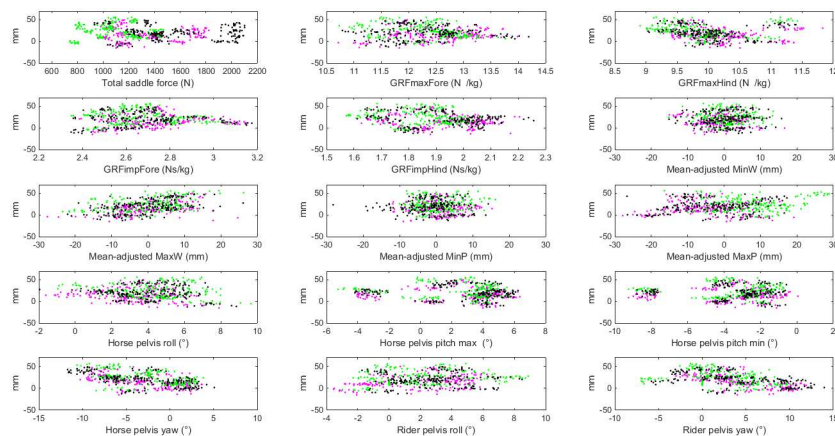 mm 50 0 -50
600 800 1000 1200 1400 1600 1800 2000 2200
Total saddle force (N)
mm 50 0 -50
10.5 11 11.5 12 12.5 13 13.5 14 14.5
GRFmaxFore (N /kg)
mm 50 0 -50
8.5 9 9.5 10 10.5 11 11.5 12
GRFmaxHind (N /kg)
mm 50 0 -50
2.2 2.4 2.6 2.8 3 3.2
GRFimpFore (Ns/kg)
mm 50 0 -50
1.5 1.6 1.7 1.8 1.9 2 2.1 2.2 2.3
GRFimpHind (Ns/kg)
mm 50 0 -50
-30 -20 -10 0 10 20 30
Mean-adjusted MinW (mm)
mm 50 0 -50
-30 -20 -10 0 10 20 30
Mean-adjusted MaxW (mm)
mm 50 0 -50
-30 -20 -10 0 10 20 30
Mean-adjusted MinP (mm)
mm 50 0 -50
-30 -20 -10 0 10 20 30
Mean-adjusted MaxP (mm)
mm 50 0 -50
-2 0 2 4 6 8 10
Horse pelvis roll (°)
mm 50 0 -50
-6 -4 -2 0 2 4 6 8
Horse pelvis pitch max (°)
mm 50 0 -50
-10 -8 -6 -4 -2 0 2
Horse pelvis pitch min (°)
mm 50 0 -50
-15 -10 -5 0 5 10
Horse pelvis yaw (°)
mm 50 0 -50
-4 -2 0 2 4 6 8 10
Rider pelvis roll (°)
mm 50 0 -50
-10 -5 0 5 10 15
Rider pelvis yaw (°)